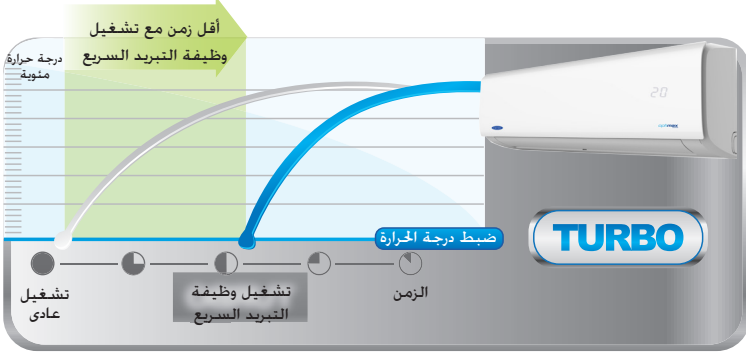 أقل زمن مع تشغيل
وظيفة التبريد السريع
درجة حرارة
مئوية
20
optimax
ضبط درجة الحرارة
TURBO
تشغيل
عادى
تشغيل وظيفة
التبريد السريع
الزمن